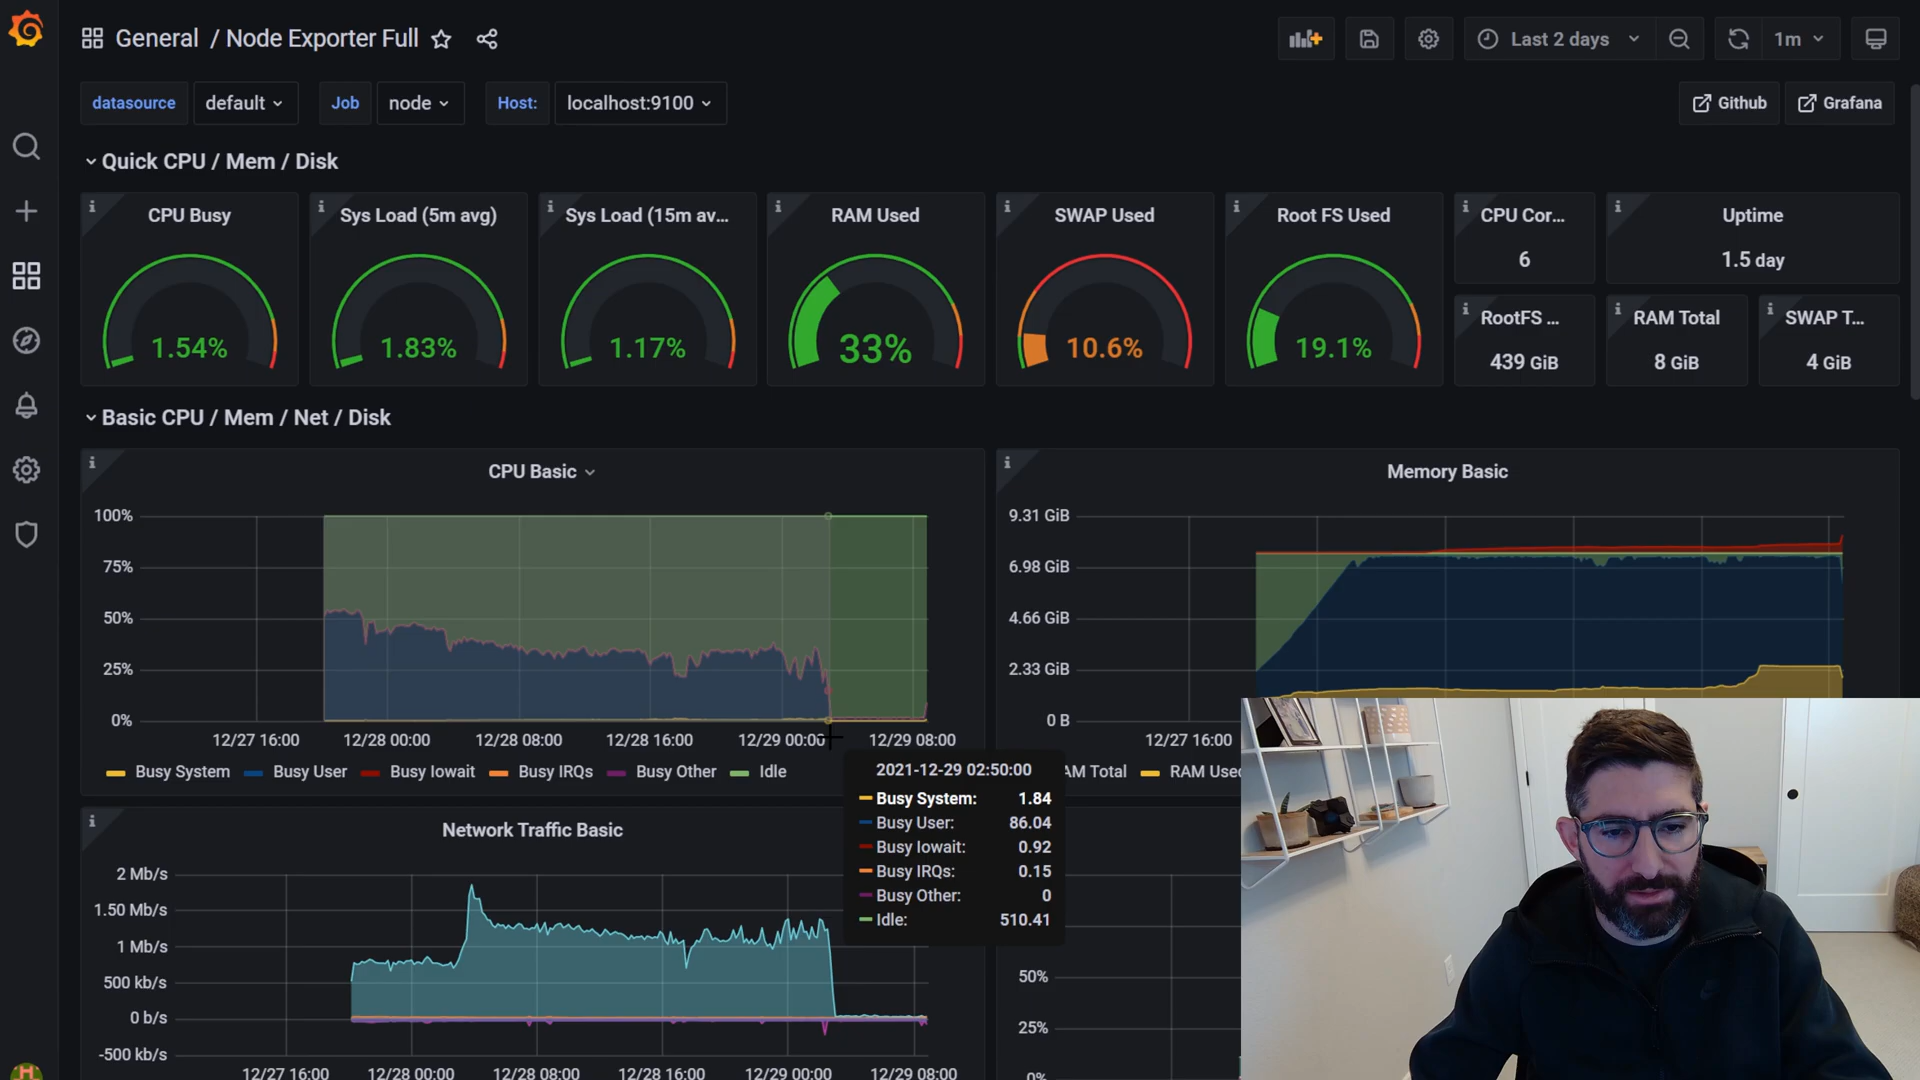 General / Node Exporter Full
Last 2 days
1m
datasource default Job node Host: localhost:9100
Github Grafana
Quick CPU / Mem / Disk
CPU Busy
1.54%
Sys Load (5m avg)
1.83%
Sys Load (15m av...
1.17%
RAM Used
33%
SWAP Used
10.6%
Root FS Used
19.1%
CPU Cor...
6
Uptime
1.5 day
RootFS ...
439 GiB
RAM Total
8 GiB
SWAP T...
4 GiB
Basic CPU / Mem / Net / Disk
CPU Basic
100%
75%
50%
25%
0%
12/27 16:00 12/28 00:00 12/28 08:00 12/28 16:00 12/29 00:00 12/29 08:00
Busy System Busy User Busy Iowait Busy IRQs Busy Other Idle
Memory Basic
9.31 GiB
6.98 GiB
4.66 GiB
2.33 GiB
0 B
12/27 16:00
AM Total RAM Used
2021-12-29 02:50:00
Busy System: 1.84
Busy User: 86.04
Busy Iowait: 0.92
Busy IRQs: 0.15
Busy Other: 0
Idle: 510.41
Network Traffic Basic
2 Mb/s
1.50 Mb/s
1 Mb/s
500 kb/s
0 b/s
-500 kb/s
12/27 16:00 12/28 00:00 12/28 08:00 12/28 16:00 12/29 00:00 12/29 08:00
50%
25%
0%